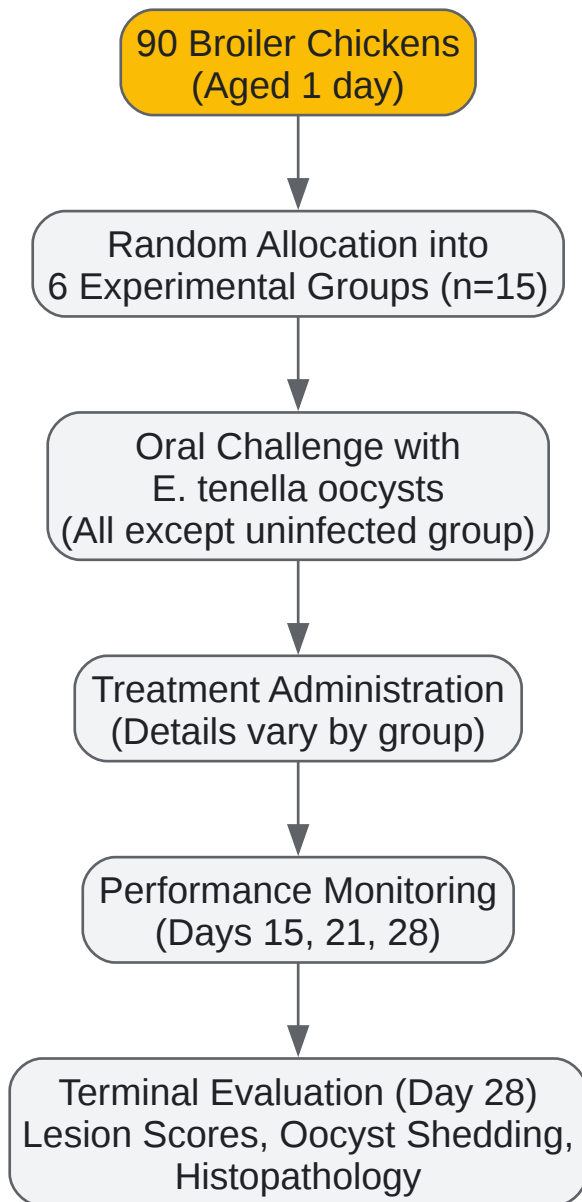 90 Broiler Chickens
(Aged 1 day)
Random Allocation into
6 Experimental Groups (n=15)
Oral Challenge with
E. tenella oocysts
(All except uninfected group)
Treatment Administration
(Details vary by group)
Performance Monitoring
(Days 15, 21, 28)
Terminal Evaluation (Day 28)
Lesion Scores, Oocyst Shedding,
Histopathology